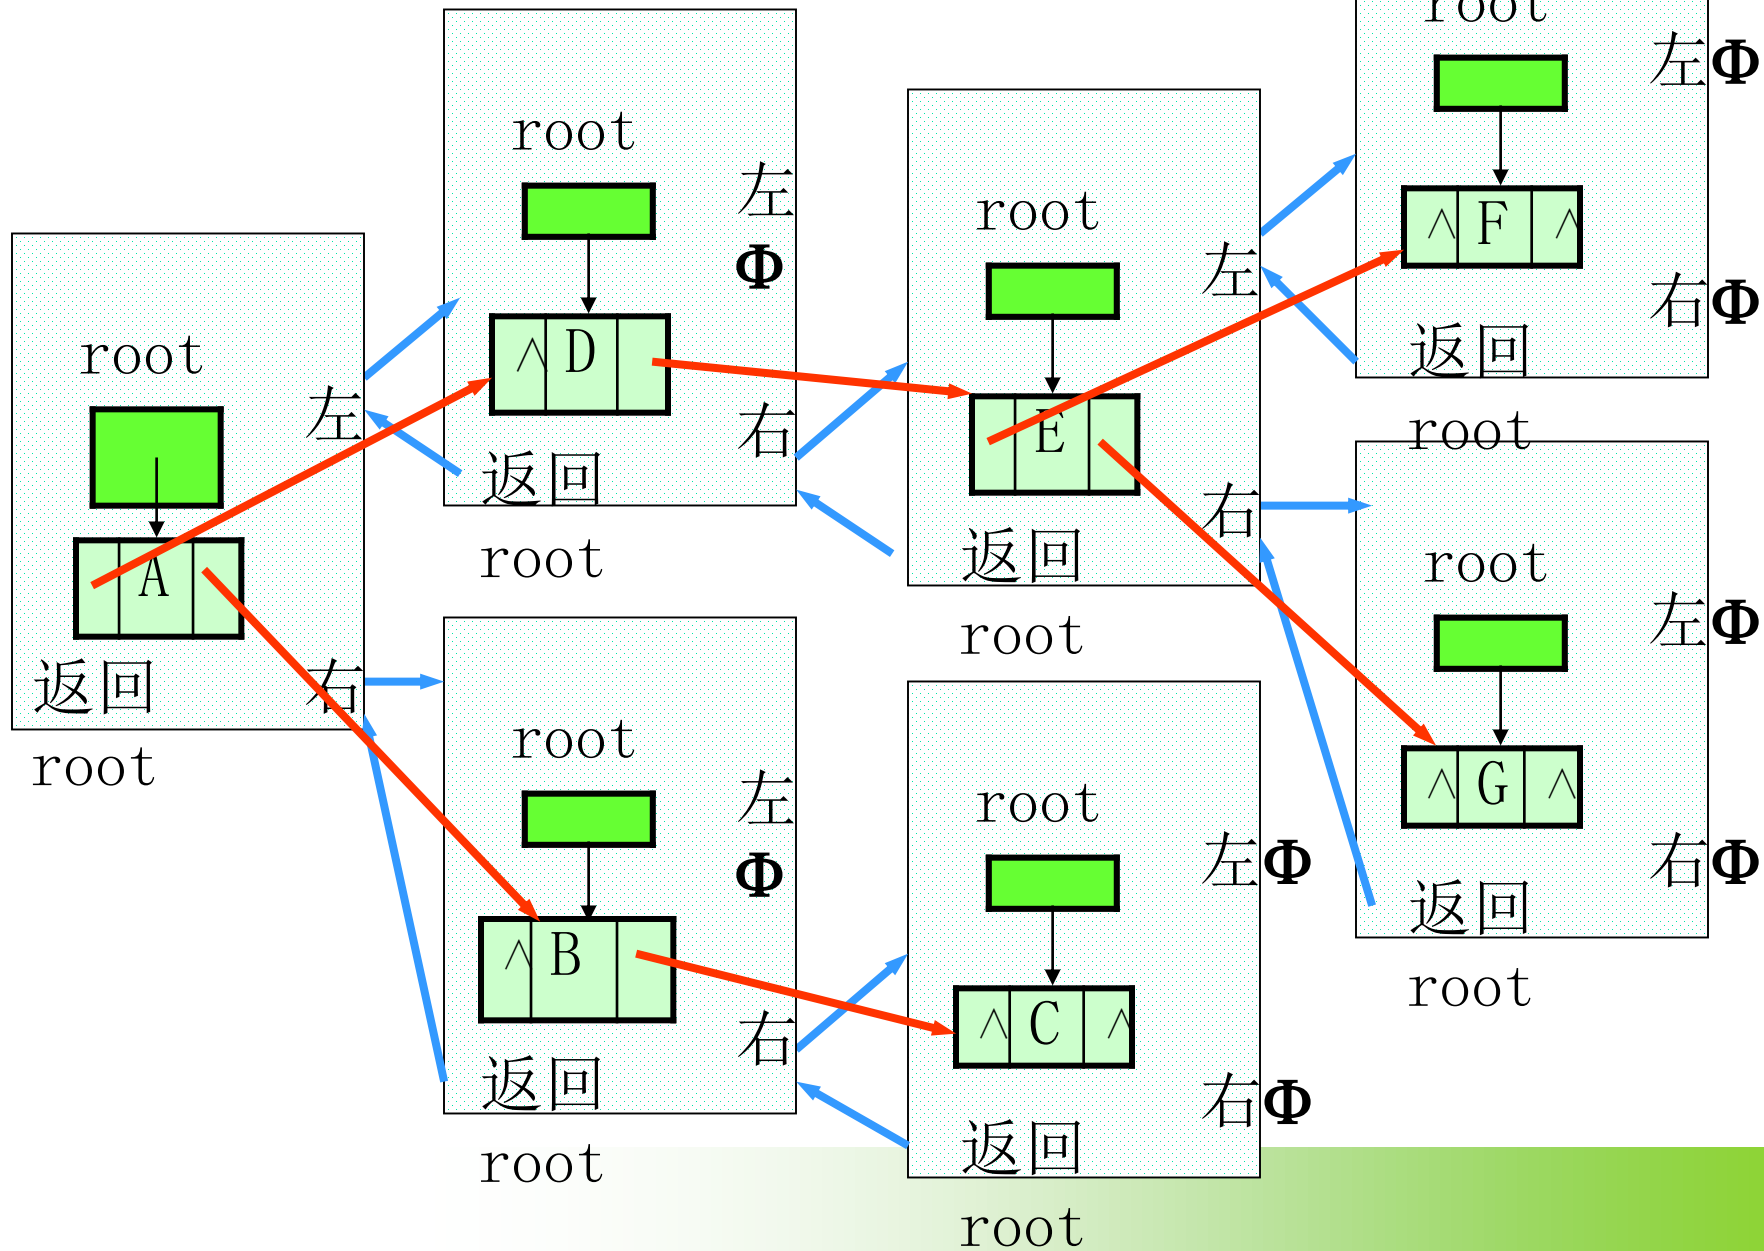 root
左
A
返回
右
root
root
左
Φ
^ D
右
返回
root
root
左
Φ
^ B
右
返回
root
root
左
E
右
返回
root
root
左Φ
^ C ^
右Φ
返回
root
root
左Φ
^ F ^
右Φ
返回
root
root
左Φ
^ G ^
右Φ
返回
root